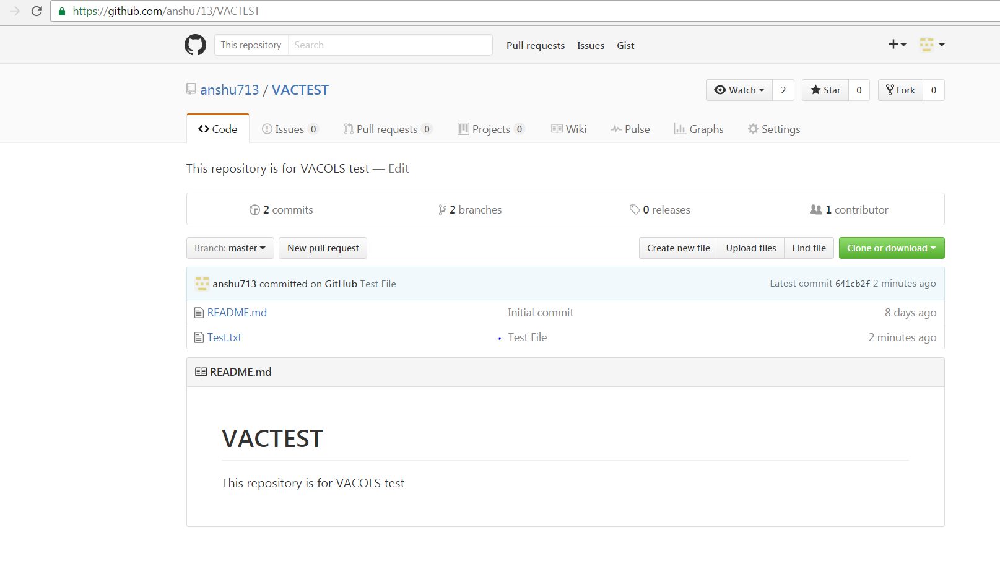 https://github.com/anshu713/VACTEST
This repository Search Pull requests Issues Gist
anshu713 / VACTEST Watch 2 Star 0 Fork 0
Code Issues 0 Pull requests 0 Projects 0 Wiki Pulse Graphs Settings
This repository is for VACOLS test — Edit
2 commits 2 branches 0 releases 1 contributor
Branch: master New pull request Create new file Upload files Find file Clone or download
anshu713 committed on GitHub Test File Latest commit 641cb2f 2 minutes ago
README.md Initial commit 8 days ago
Test.txt Test File 2 minutes ago
README.md
VACTEST
This repository is for VACOLS test